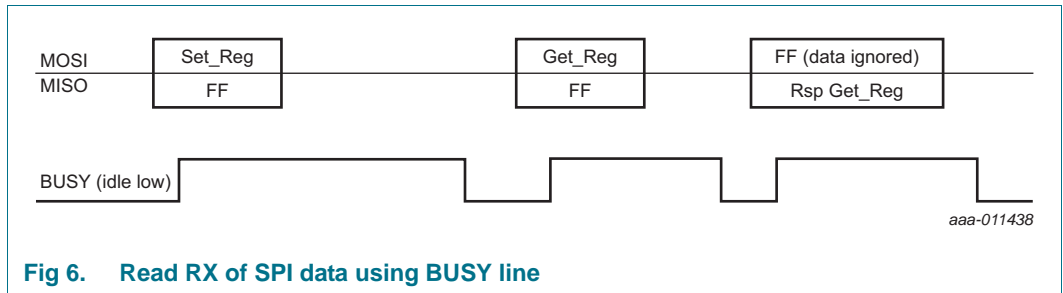 MOSI
MISO
Set_Reg
FF
Get_Reg
FF
FF (data ignored)
Rsp Get_Reg
BUSY (idle low)
aaa-011438
Fig 6. Read RX of SPI data using BUSY line